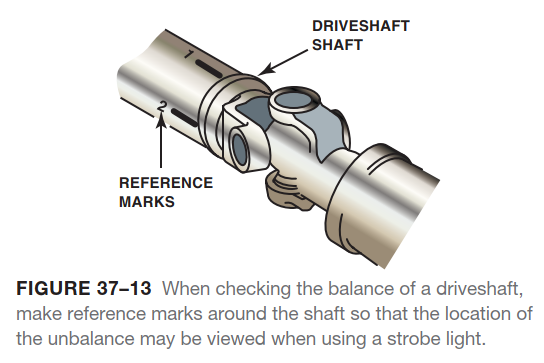 DRIVESHAFT
SHAFT
1
2
REFERENCE
MARKS
FIGURE 37–13 When checking the balance of a driveshaft,
make reference marks around the shaft so that the location of
the unbalance may be viewed when using a strobe light.